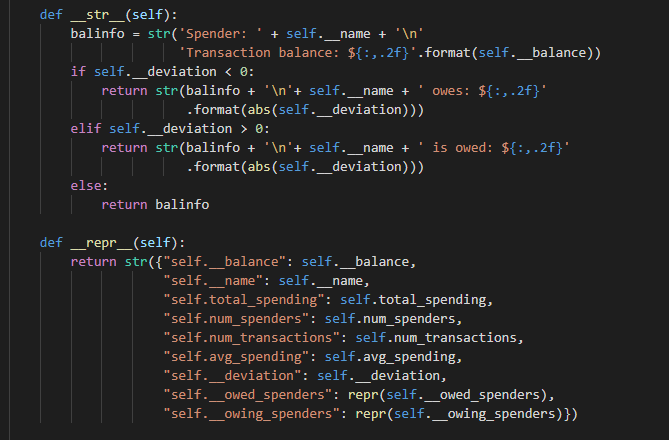 def __str__(self):
    balinfo = str('Spender: ' + self.__name + '\n'
                  'Transaction balance: ${:,.2f}'.format(self.__balance))
    if self.__deviation < 0:
        return str(balinfo + '\n'+ self.__name + ' owes: ${:,.2f}'
                   .format(abs(self.__deviation)))
    elif self.__deviation > 0:
        return str(balinfo + '\n'+ self.__name + ' is owed: ${:,.2f}'
                   .format(abs(self.__deviation)))
    else:
        return balinfo

def __repr__(self):
    return str({"self.__balance": self.__balance,
                "self.__name": self.__name,
                "self.total_spending": self.total_spending,
                "self.num_spenders": self.num_spenders,
                "self.num_transactions": self.num_transactions,
                "self.avg_spending": self.avg_spending,
                "self.__deviation": self.__deviation,
                "self.__owed_spenders": repr(self.__owed_spenders),
                "self.__owing_spenders": repr(self.__owing_spenders)})